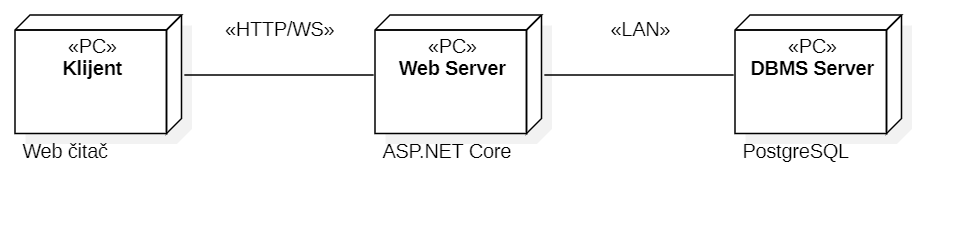 «HTTP/WS»
«LAN»
«PC»
Klijent
«PC»
Web Server
«PC»
DBMS Server
Web čitač
ASP.NET Core
PostgreSQL